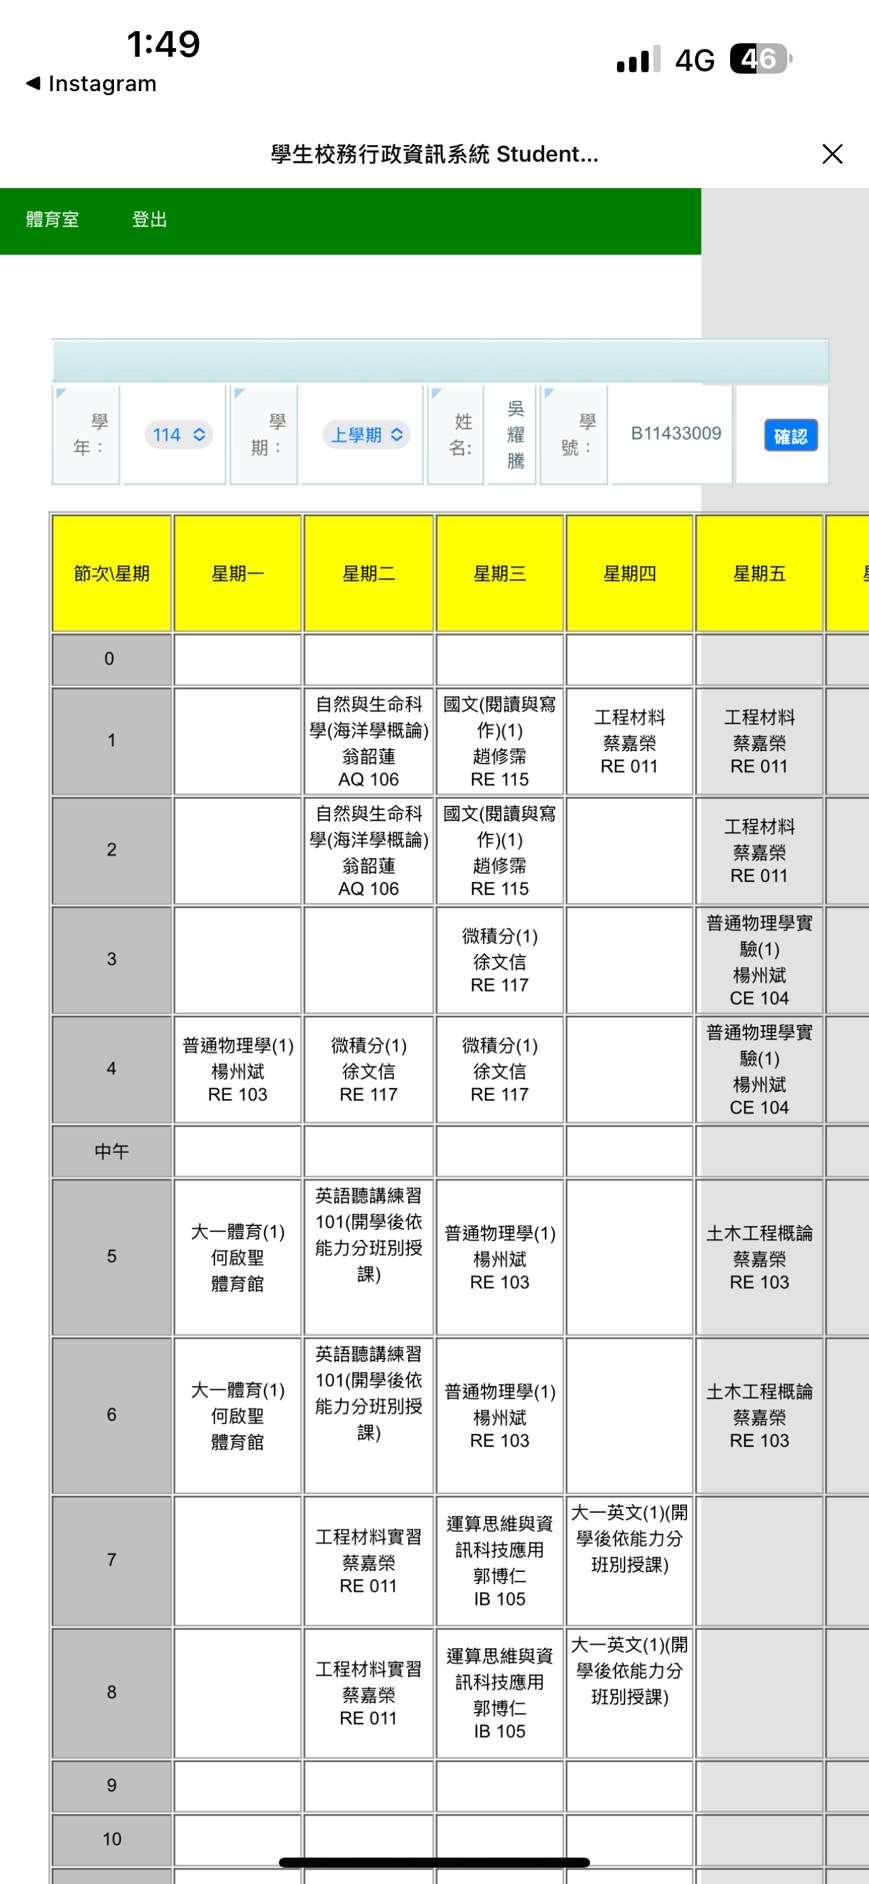 1:49
4G
46
◀ Instagram
學生校務行政資訊系統 Student...
體育室
登出
學年：
114
學期：
上學期
姓名:
吳耀騰
學號：
B11433009
確認
節次\星期
星期一
星期二
星期三
星期四
星期五
0
1
自然與生命科
學(海洋學概論)
翁韶蓮
AQ 106
國文(閱讀與寫
作)(1)
趙修霈
RE 115
工程材料
蔡嘉榮
RE 011
工程材料
蔡嘉榮
RE 011
2
自然與生命科
學(海洋學概論)
翁韶蓮
AQ 106
國文(閱讀與寫
作)(1)
趙修霈
RE 115
工程材料
蔡嘉榮
RE 011
3
微積分(1)
徐文信
RE 117
普通物理學實
驗(1)
楊州斌
CE 104
4
普通物理學(1)
楊州斌
RE 103
微積分(1)
徐文信
RE 117
微積分(1)
徐文信
RE 117
普通物理學實
驗(1)
楊州斌
CE 104
中午
5
大一體育(1)
何啟聖
體育館
英語聽講練習
101(開學後依
能力分班別授
課)
普通物理學(1)
楊州斌
RE 103
土木工程概論
蔡嘉榮
RE 103
6
大一體育(1)
何啟聖
體育館
英語聽講練習
101(開學後依
能力分班別授
課)
普通物理學(1)
楊州斌
RE 103
土木工程概論
蔡嘉榮
RE 103
7
工程材料實習
蔡嘉榮
RE 011
運算思維與資
訊科技應用
郭博仁
IB 105
大一英文(1)(開
學後依能力分
班別授課)
8
工程材料實習
蔡嘉榮
RE 011
運算思維與資
訊科技應用
郭博仁
IB 105
大一英文(1)(開
學後依能力分
班別授課)
9
10